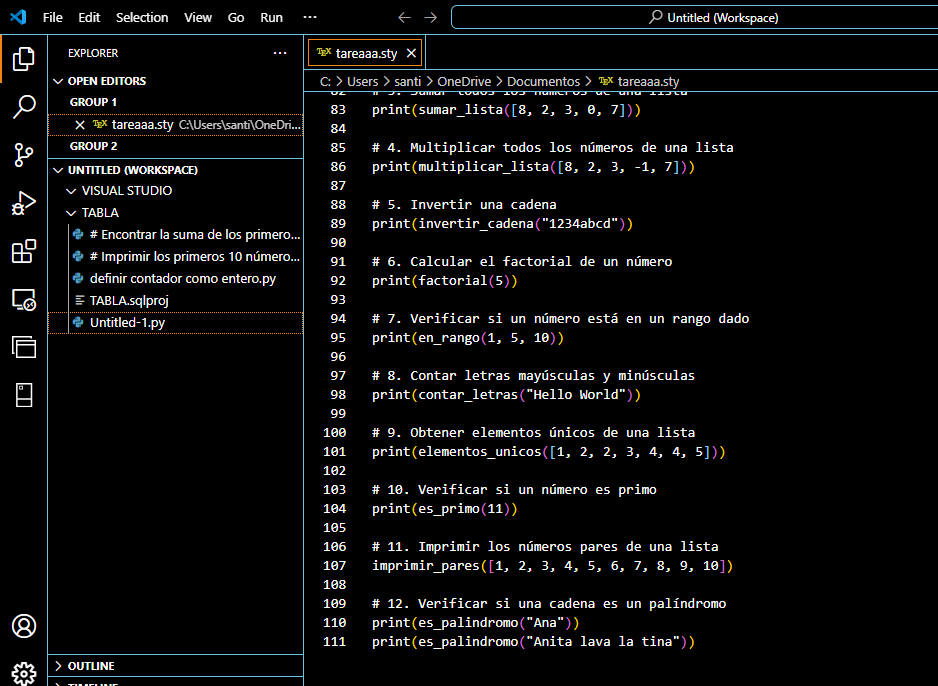 File Edit Selection View Go Run ···
Untitled (Workspace)
EXPLORER ···
OPEN EDITORS
GROUP 1
tareaaa.sty C:\Users\santi\OneDri...
GROUP 2
UNTITLED (WORKSPACE)
VISUAL STUDIO
TABLA
# Encontrar la suma de los primero...
# Imprimir los primeros 10 número...
definir contador como entero.py
TABLA.sqlproj
Untitled-1.py
OUTLINE
TIMELINE
TEX tareaaa.sty
C: > Users > santi > OneDrive > Documentos > TEX tareaaa.sty
82 # 3. Sumar todos los números de una lista
83 print(sumar_lista([8, 2, 3, 0, 7]))
84
85 # 4. Multiplicar todos los números de una lista
86 print(multiplicar_lista([8, 2, 3, -1, 7]))
87
88 # 5. Invertir una cadena
89 print(invertir_cadena("1234abcd"))
90
91 # 6. Calcular el factorial de un número
92 print(factorial(5))
93
94 # 7. Verificar si un número está en un rango dado
95 print(en_rango(1, 5, 10))
96
97 # 8. Contar letras mayúsculas y minúsculas
98 print(contar_letras("Hello World"))
99
100 # 9. Obtener elementos únicos de una lista
101 print(elementos_unicos([1, 2, 2, 3, 4, 4, 5]))
102
103 # 10. Verificar si un número es primo
104 print(es_primo(11))
105
106 # 11. Imprimir los números pares de una lista
107 imprimir_pares([1, 2, 3, 4, 5, 6, 7, 8, 9, 10])
108
109 # 12. Verificar si una cadena es un palíndromo
110 print(es_palindromo("Ana"))
111 print(es_palindromo("Anita lava la tina"))